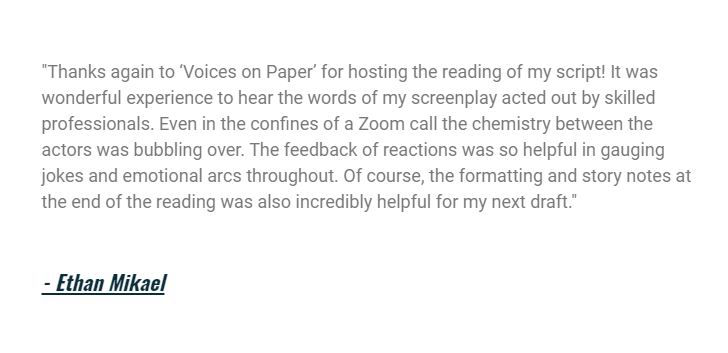 "Thanks again to ‘Voices on Paper’ for hosting the reading of my script! It was
wonderful experience to hear the words of my screenplay acted out by skilled
professionals. Even in the confines of a Zoom call the chemistry between the
actors was bubbling over. The feedback of reactions was so helpful in gauging
jokes and emotional arcs throughout. Of course, the formatting and story notes at
the end of the reading was also incredibly helpful for my next draft."
- Ethan Mikael